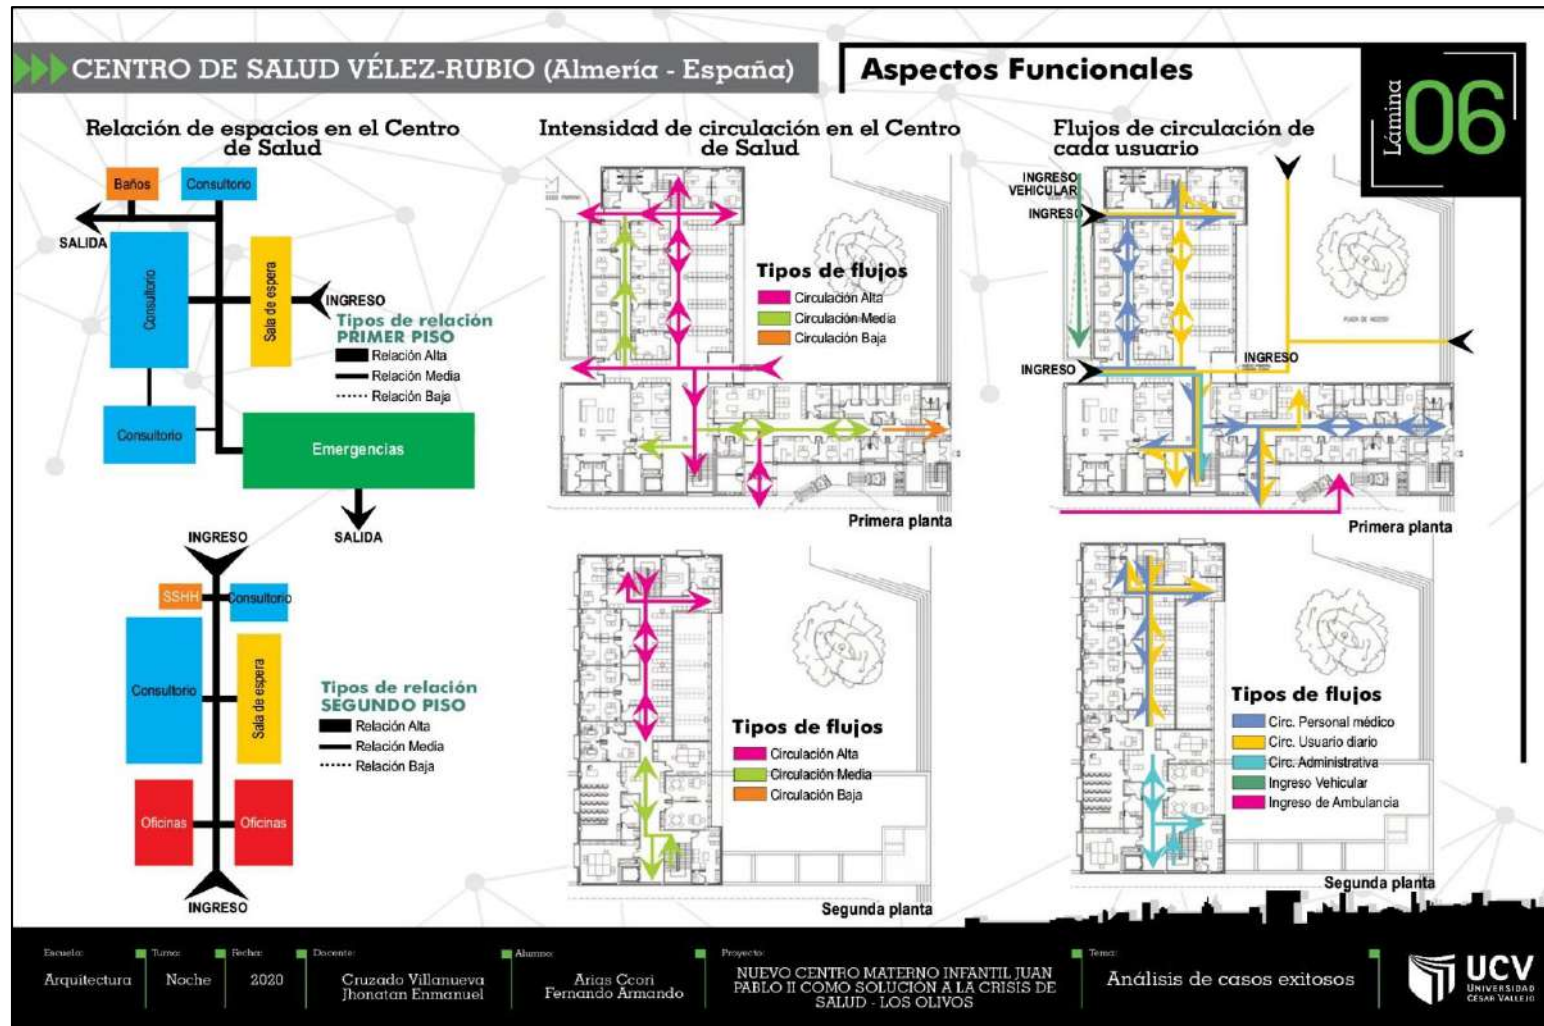 CENTRO DE SALUD VÉLEZ-RUBIO (Almería - España)
Aspectos Funcionales
Lámina
06
Relación de espacios en el Centro
de Salud
Baños
Consultorio
SALIDA
Consultorio
Sala de espera
INGRESO
Tipos de relación
PRIMER PISO
Relación Alta
Relación Media
Relación Baja
Consultorio
Emergencias
SALIDA
INGRESO
SSHH
Consultorio
Consultorio
Sala de espera
Tipos de relación
SEGUNDO PISO
Relación Alta
Relación Media
Relación Baja
Oficinas
Oficinas
INGRESO
Intensidad de circulación en el Centro
de Salud
Tipos de flujos
Circulación Alta
Circulación Media
Circulación Baja
Primera planta
Tipos de flujos
Circulación Alta
Circulación Media
Circulación Baja
Segunda planta
Flujos de circulación de
cada usuario
INGRESO
VEHICULAR
INGRESO
INGRESO
INGRESO
Primera planta
Tipos de flujos
Circ. Personal médico
Circ. Usuario diario
Circ. Administrativa
Ingreso Vehicular
Ingreso de Ambulancia
Segunda planta
Escuela:
Arquitectura
Turno:
Noche
Fecha:
2020
Docente:
Cruzado Villanueva
Jhonatan Enmanuel
Alumno:
Arias Ccori
Fernando Armando
Proyecto:
NUEVO CENTRO MATERNO INFANTIL JUAN
PABLO II COMO SOLUCIÓN A LA CRISIS DE
SALUD - LOS OLIVOS
Tema:
Análisis de casos exitosos
UCV
UNIVERSIDAD
CÉSAR VALLEJO